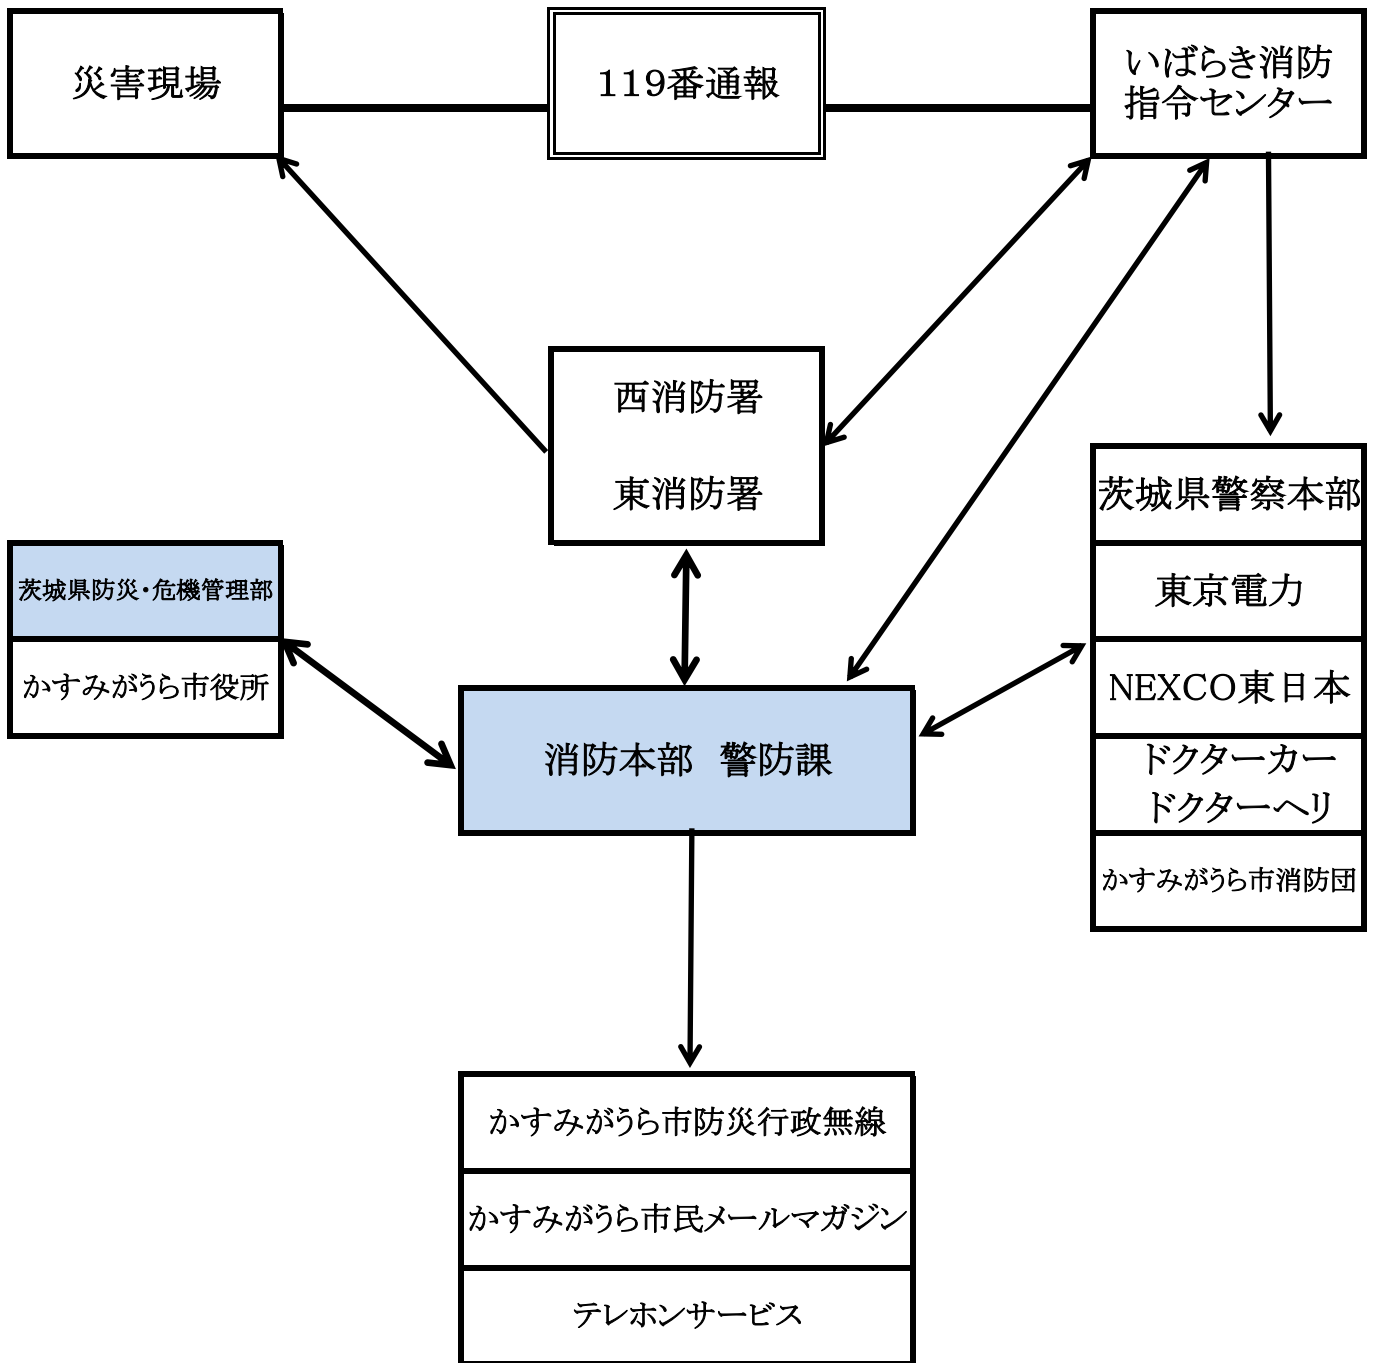 災害現場
119番通報
いばらき消防
指令センター
西消防署
東消防署
茨城県警察本部
東京電力
NEXCO東日本
ドクターカー
ドクターヘリ
かすみがうら市消防団
茨城県防災・危機管理部
かすみがうら市役所
消防本部　警防課
かすみがうら市防災行政無線
かすみがうら市民メールマガジン
テレホンサービス